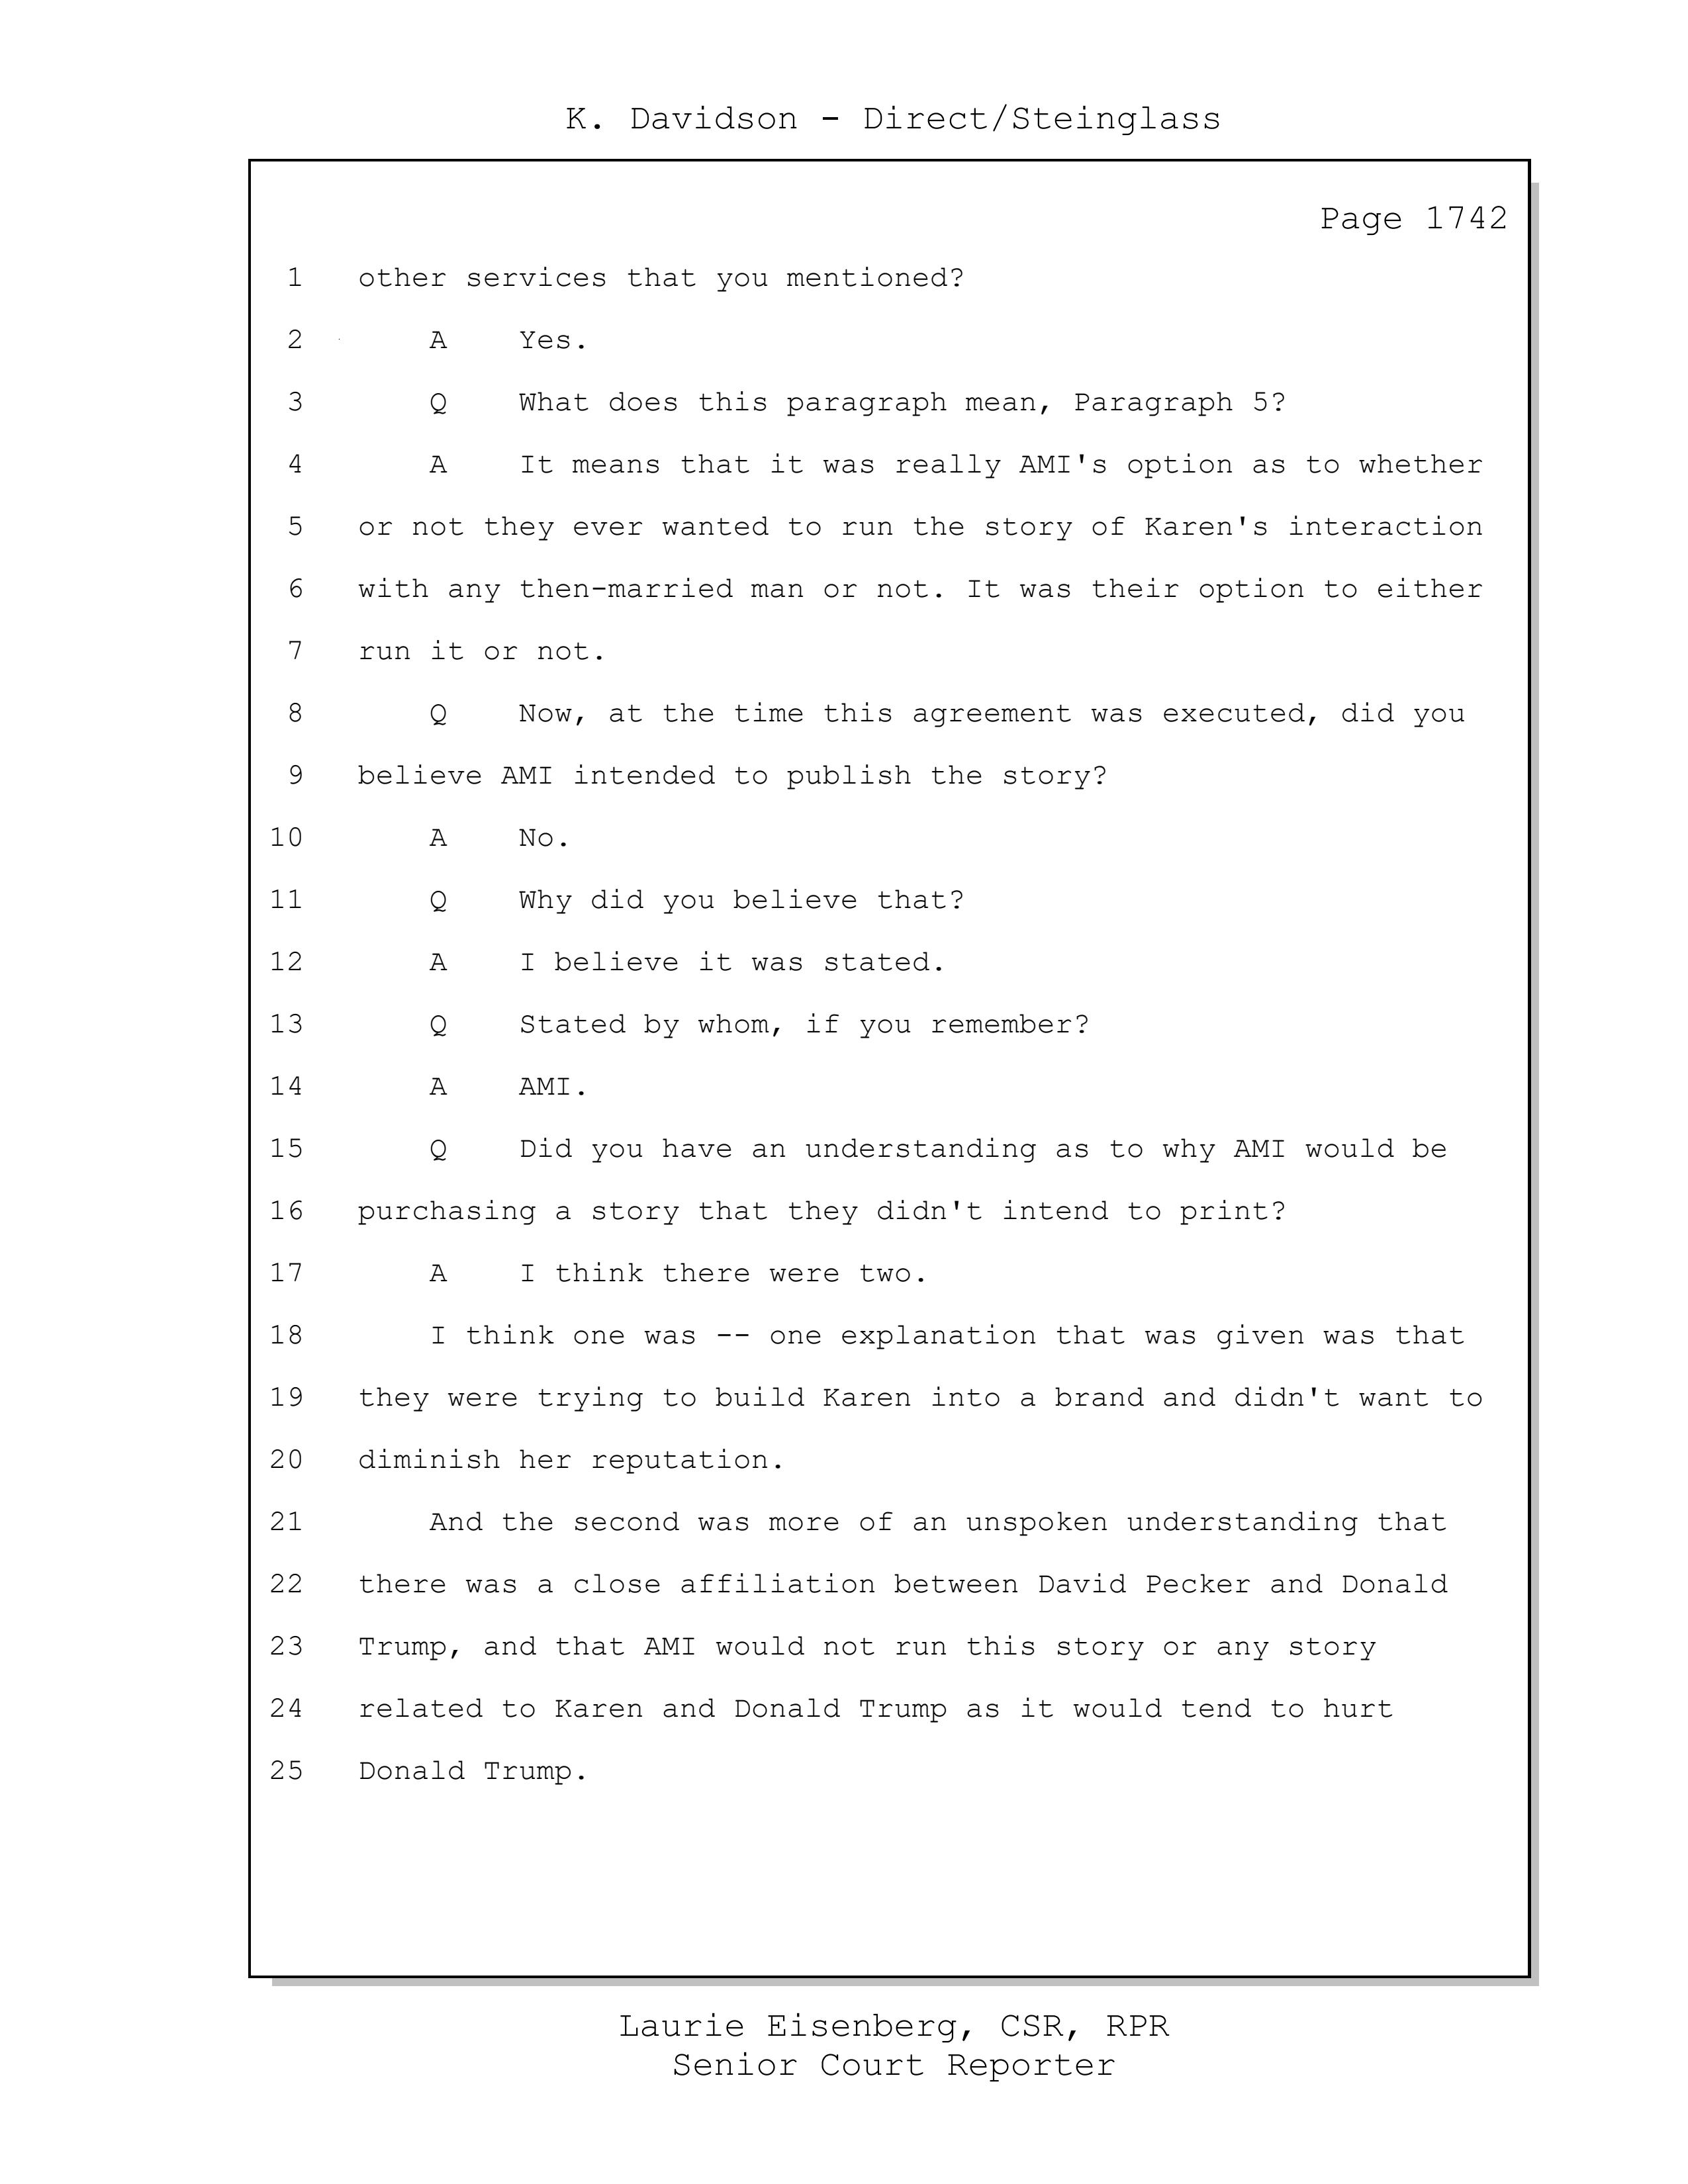 K. Davidson - Direct/Steinglass
Page 1742
1 other services that you mentioned?
2 A Yes.
3 Q What does this paragraph mean, Paragraph 5?
4 A It means that it was really AMI's option as to whether
5 or not they ever wanted to run the story of Karen's interaction
6 with any then-married man or not. It was their option to either
7 run it or not.
8 Q Now, at the time this agreement was executed, did you
9 believe AMI intended to publish the story?
10 A No.
11 Q Why did you believe that?
12 A I believe it was stated.
13 Q Stated by whom, if you remember?
14 A AMI.
15 Q Did you have an understanding as to why AMI would be
16 purchasing a story that they didn't intend to print?
17 A I think there were two.
18 I think one was -- one explanation that was given was that
19 they were trying to build Karen into a brand and didn't want to
20 diminish her reputation.
21 And the second was more of an unspoken understanding that
22 there was a close affiliation between David Pecker and Donald
23 Trump, and that AMI would not run this story or any story
24 related to Karen and Donald Trump as it would tend to hurt
25 Donald Trump.
Laurie Eisenberg, CSR, RPR
Senior Court Reporter